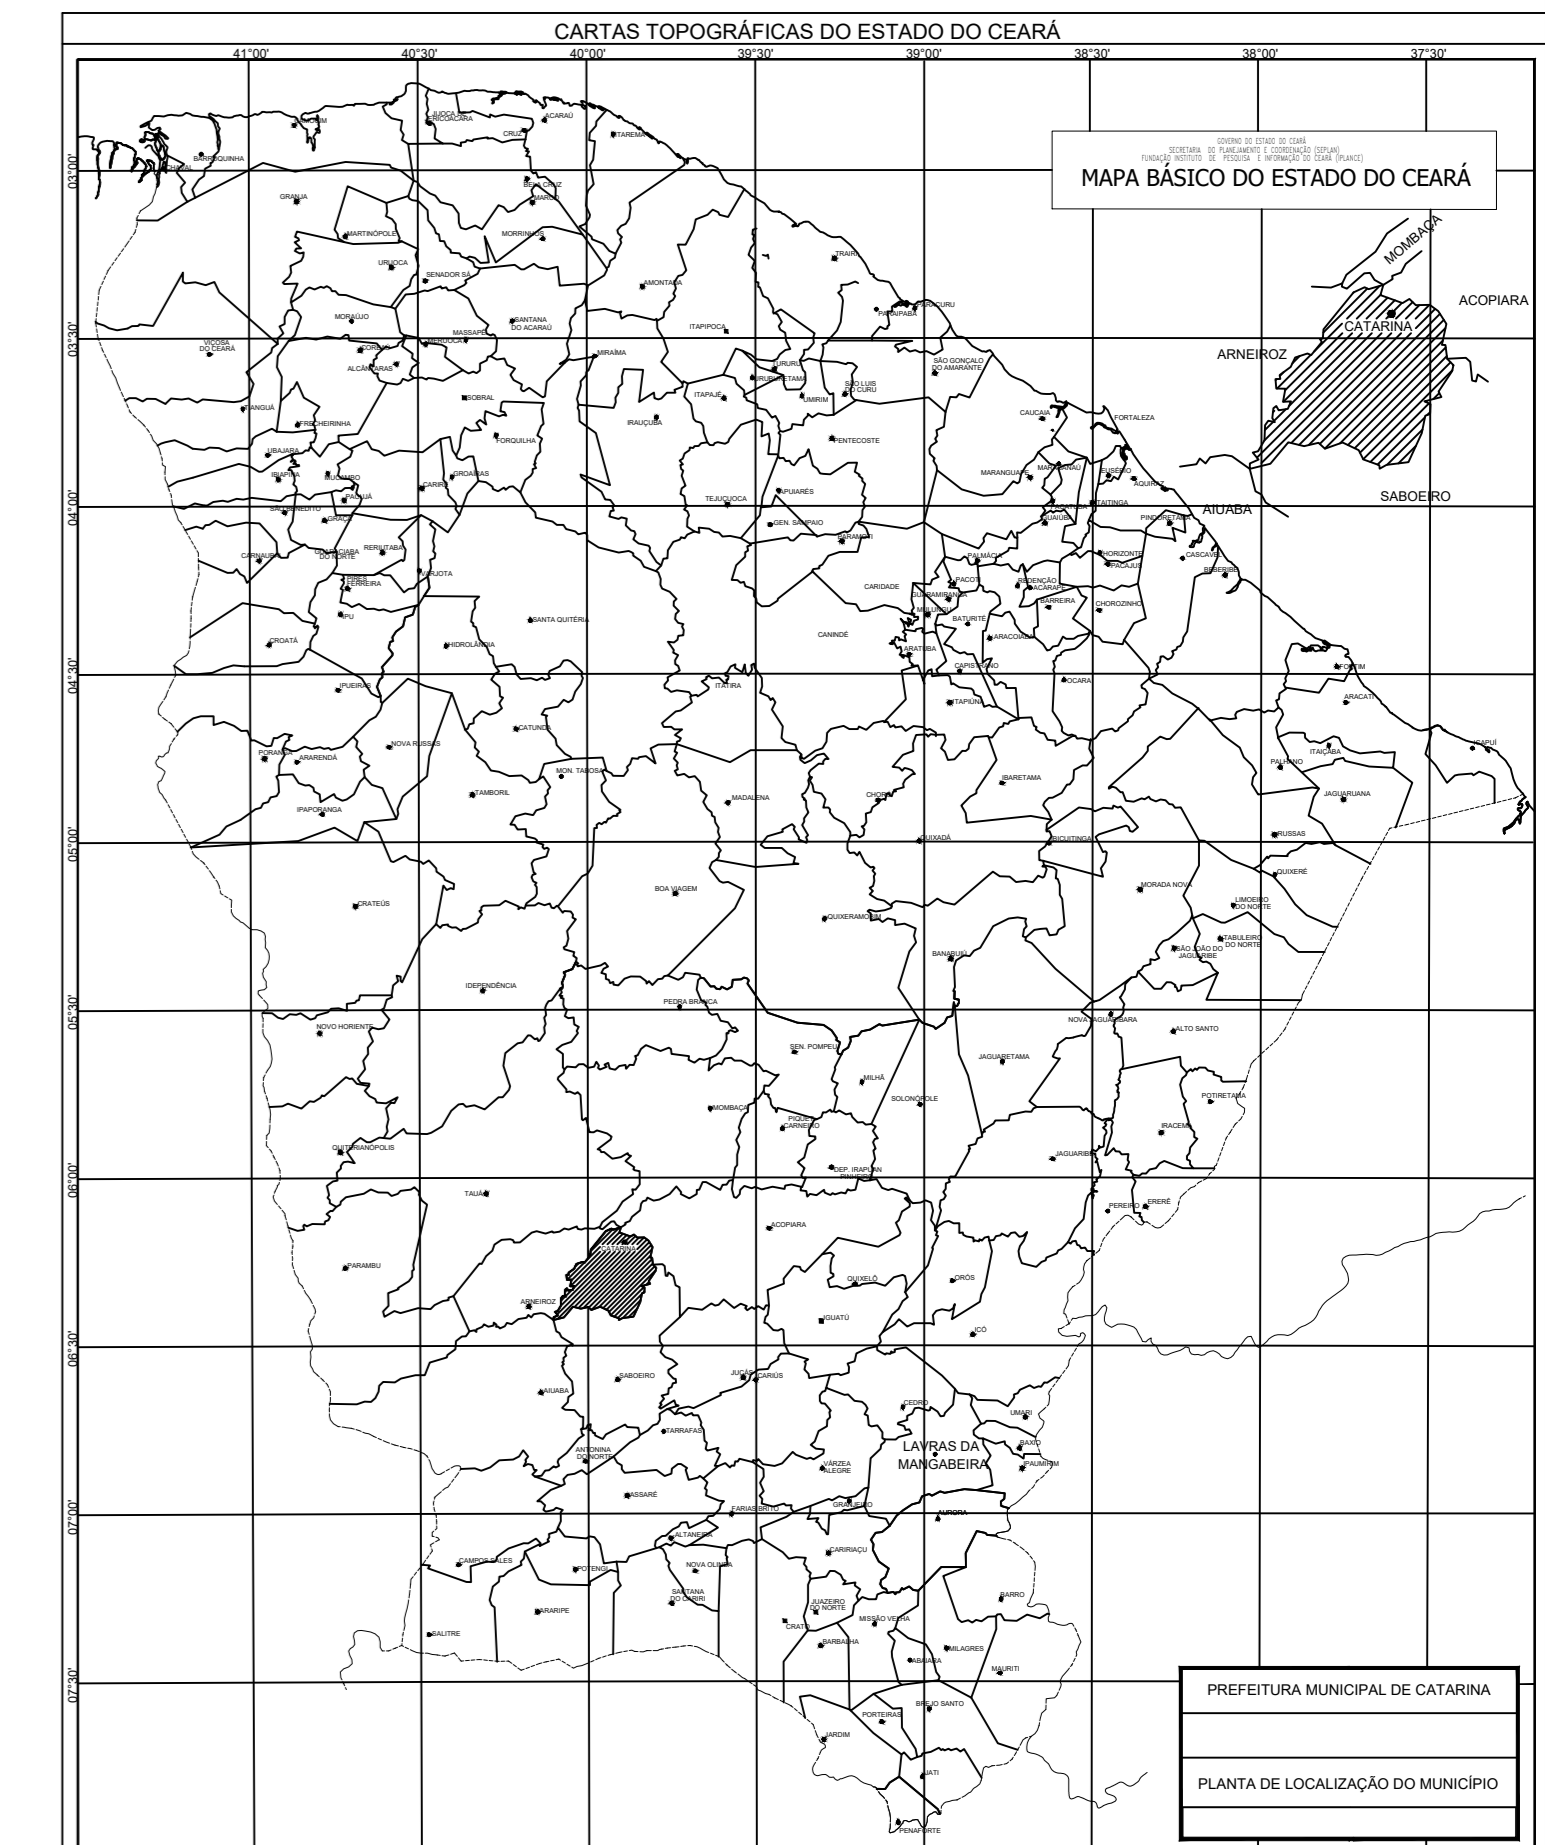 CARTAS TOPOGRÁFICAS DO ESTADO DO CEARÁ
41°00'
40°30'
40°00'
39°30'
39°00'
38°30'
38°00'
37°30'
GOVERNO DO ESTADO DO CEARÁ
SECRETARIA DO PLANEJAMENTO E COORDENAÇÃO (SEPLAN)
FUNDAÇÃO INSTITUTO DE PESQUISA E INFORMAÇÃO DO CEARÁ (IPLANCE)
MAPA BÁSICO DO ESTADO DO CEARÁ
MOMBAÇA
ACOPIARA
CATARINA
ARNEIROZ
SABOEIRO
AIUABA
03°00'
03°30'
04°00'
04°30'
05°00'
05°30'
06°00'
06°30'
07°00'
07°30'
ACARAÚ
CRUZ
ITAREMA
BARROQUINHA
CHAVAL
BELA CRUZ
MARCO
GRANJA
MARTINÓPOLE
MORRINHOS
URUOCA
SENADOR SÁ
TRAIRI
AMONTADA
PARACURU
PARAIPABA
MORAÚJO
SANTANA
DO ACARAÚ
MASSAPÊ
ITAPIPOCA
VIÇOSA
DO CEARÁ
MERUOCA
COREAÚ
ALCÂNTARAS
MIRAÍMA
TURURU
URUBURETAMA
SÃO GONÇALO
DO AMARANTE
SÃO LUIS
DO CURU
UMIRIM
ITAPAJÉ
SOBRAL
TIANGUÁ
FRECHEIRINHA
IRAUÇUBA
CAUCAIA
FORTALEZA
FORQUILHA
PENTECOSTE
UBAJARA
IBIAPINA
MUCAMBO
GROAÍRAS
CARIRÉ
MARANGUAPE
MARACANAÚ
EUSÉBIO
AQUIRAZ
PACUJÁ
SÃO BENEDITO
GRAÇA
TEJUÇUOCA
APUIARÉS
GEN. SAMPAIO
PACATUBA
GUAIÚBA
ITAITINGA
PINDORETAMA
PARAMOTI
CARNAUBAL
GUARACIABA
DO NORTE
RERIUTABA
VARJOTA
PIRES
FERREIRA
IPU
PALMÁCIA
HORIZONTE
PACAJUS
CASCAVEL
BEBERIBE
CARIDADE
PACOTI
GUARAMIRANGA
MULUNGU
REDENÇÃO
ACARAPE
BARREIRA
CHOROZINHO
BATURITÉ
SANTA QUITÉRIA
CANINDÉ
ARACOIABA
ARATUBA
CROATÁ
HIDROLÂNDIA
CAPISTRANO
OCARA
FORTIM
ARACATI
IPUEIRAS
ITATIRA
ITAPIÚNA
CATUNDA
NOVA RUSSAS
PORANGA
ARARENDÁ
ITAIÇABA
ICAPUÍ
PALHANO
MON. TABOSA
TAMBORIL
MADALENA
CHORÓ
IBARETAMA
JAGUARUANA
IPAPORANGA
QUIXADÁ
IBICUITINGA
RUSSAS
QUIXERÉ
BOA VIAGEM
MORADA NOVA
CRATEÚS
LIMOEIRO
DO NORTE
QUIXERAMOBIM
TABULEIRO
DO NORTE
SÃO JOÃO DO
JAGUARIBE
BANABUIÚ
IDEPENDÊNCIA
PEDRA BRANCA
NOVA JAGUARIBARA
ALTO SANTO
NOVO HORIENTE
SEN. POMPEU
JAGUARETAMA
MILHÃ
SOLONÓPOLE
POTIRETAMA
MOMBAÇA
PIQUET
CARNEIRO
IRACEMA
QUITERIANÓPOLIS
JAGUARIBE
DEP. IRAPUAN
PINHEIRO
TAUÁ
ERERÊ
PEREIRO
ACOPIARA
CATARINA
PARAMBU
QUIXELÔ
ORÓS
ARNEIROZ
IGUATÚ
ICÓ
JUCÁS
CARIÚS
SABOEIRO
AIUABA
CEDRO
UMARI
TARRAFAS
LAVRAS DA
MANGABEIRA
BAXIO
IPAUMIRIM
ANTONINA
DO NORTE
VÁRZEA
ALEGRE
ASSARÉ
GRANJEIRO
FARIAS BRITO
AURORA
ALTANEIRA
CARIRIAÇU
CAMPOS SALES
POTENGI
NOVA OLINDA
SANTANA
DO CARIRI
BARRO
ARARIPE
JUAZEIRO
DO NORTE
CRATO
MISSÃO VELHA
SALITRE
BARBALHA
MILAGRES
ABAIARA
MAURITI
BREJO SANTO
PORTEIRAS
JARDIM
JATI
PENAFORTE
PREFEITURA MUNICIPAL DE CATARINA
PLANTA DE LOCALIZAÇÃO DO MUNICÍPIO